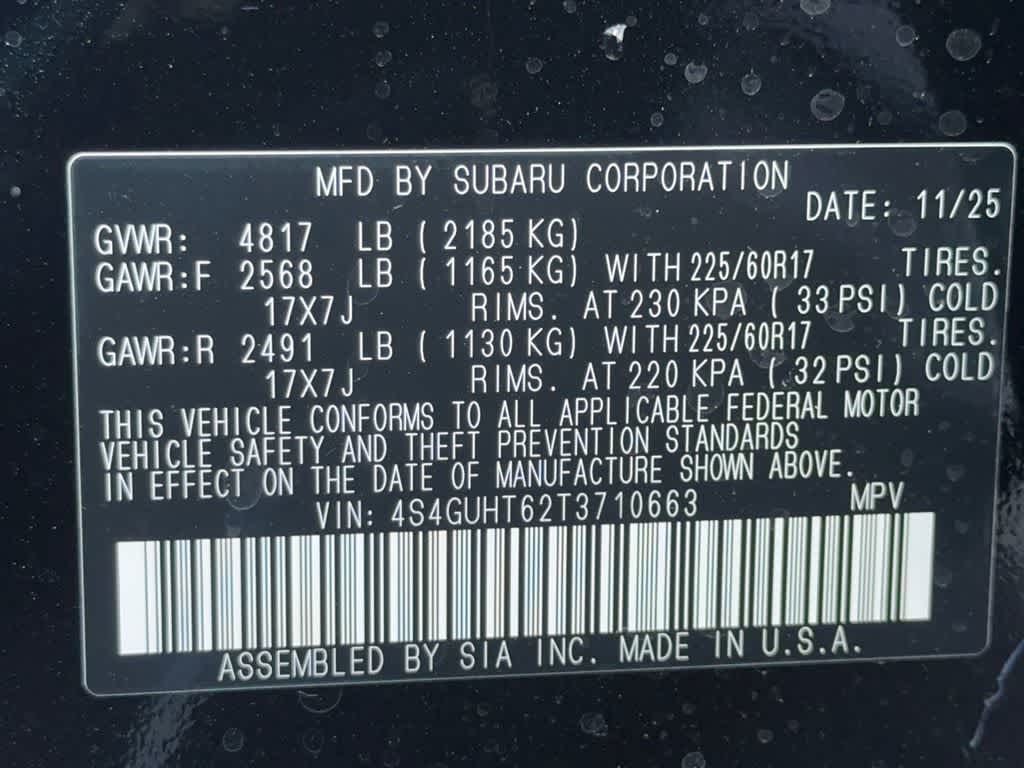 MFD BY SUBARU CORPORATION
DATE: 11/25
GVWR: 4817 LB ( 2185 KG)
GAWR:F 2568 LB ( 1165 KG) WITH 225/60R17 TIRES.
17X7J RIMS. AT 230 KPA ( 33 PSI) COLD
GAWR:R 2491 LB ( 1130 KG) WITH 225/60R17 TIRES.
17X7J RIMS. AT 220 KPA ( 32 PSI) COLD
THIS VEHICLE CONFORMS TO ALL APPLICABLE FEDERAL MOTOR
VEHICLE SAFETY AND THEFT PREVENTION STANDARDS
IN EFFECT ON THE DATE OF MANUFACTURE SHOWN ABOVE.
VIN: 4S4GUHT62T3710663 MPV
ASSEMBLED BY SIA INC. MADE IN U.S.A.